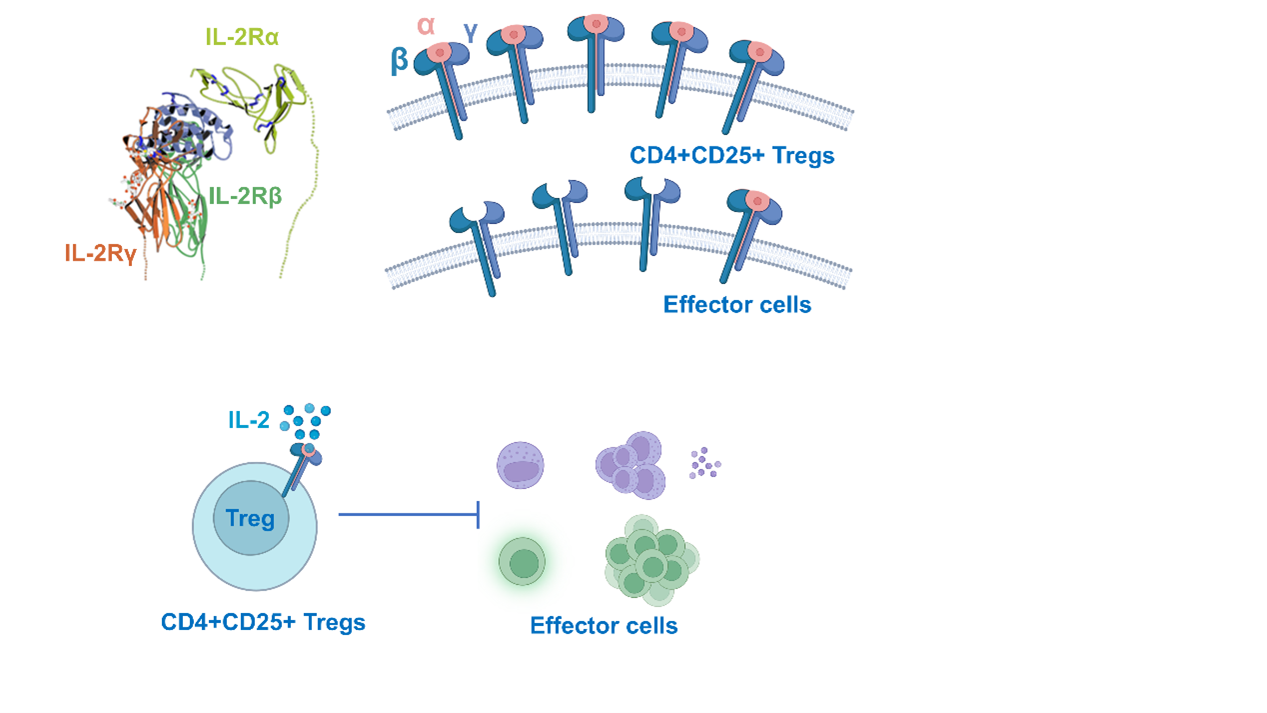 IL-2Rα
IL-2Rβ
IL-2Rγ
α
γ
β
CD4+CD25+ Tregs
Effector cells
IL-2
Treg
CD4+CD25+ Tregs
Effector cells